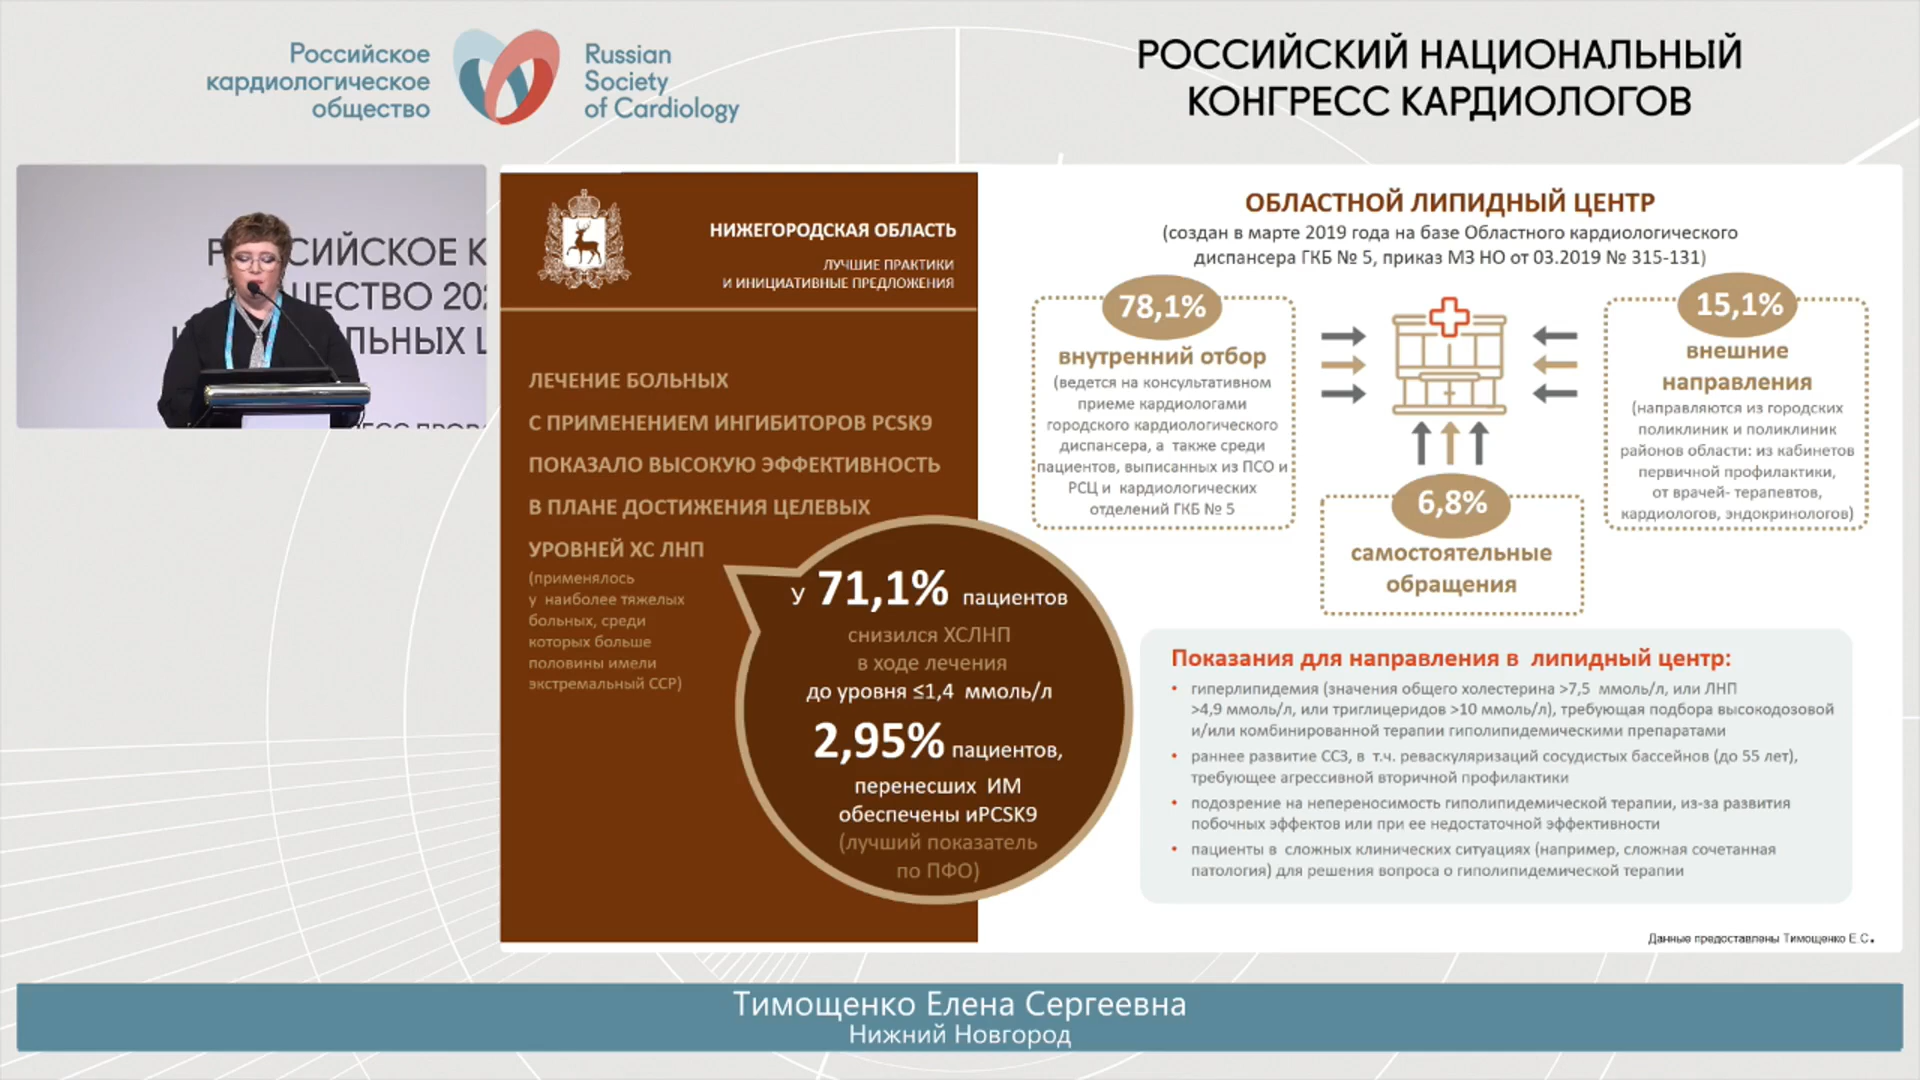 Российское
кардиологическое
общество
Russian
Society
of Cardiology
РОССИЙСКИЙ НАЦИОНАЛЬНЫЙ
КОНГРЕСС КАРДИОЛОГОВ
НИЖЕГОРОДСКАЯ ОБЛАСТЬ
ЛУЧШИЕ ПРАКТИКИ
И ИНИЦИАТИВНЫЕ ПРЕДЛОЖЕНИЯ
ЛЕЧЕНИЕ БОЛЬНЫХ
С ПРИМЕНЕНИЕМ ИНГИБИТОРОВ PCSK9
ПОКАЗАЛО ВЫСОКУЮ ЭФФЕКТИВНОСТЬ
В ПЛАНЕ ДОСТИЖЕНИЯ ЦЕЛЕВЫХ
УРОВНЕЙ ХС ЛНП
(применялось
у наиболее тяжелых
больных, среди
которых больше
половины имели
экстремальный ССР)
У 71,1% пациентов
снизился ХСЛНП
в ходе лечения
до уровня ≤1,4 ммоль/л
2,95% пациентов,
перенесших ИМ
обеспечены иPCSK9
(лучший показатель
по ПФО)
ОБЛАСТНОЙ ЛИПИДНЫЙ ЦЕНТР
(создан в марте 2019 года на базе Областного кардиологического
диспансера ГКБ № 5, приказ МЗ НО от 03.2019 № 315-131)
78,1%
внутренний отбор
(ведется на консультативном
приеме кардиологами
городского кардиологического
диспансера, а также среди
пациентов, выписанных из ПСО и
РСЦ и кардиологических
отделений ГКБ № 5
15,1%
внешние
направления
(направляются из городских
поликлиник и поликлиник
районов области: из кабинетов
первичной профилактики,
от врачей- терапевтов,
кардиологов, эндокринологов)
6,8%
самостоятельные
обращения
Показания для направления в липидный центр:
• гиперлипидемия (значения общего холестерина >7,5 ммоль/л, или ЛНП
>4,9 ммоль/л, или триглицеридов >10 ммоль/л), требующая подбора высокодозовой
и/или комбинированной терапии гиполипидемическими препаратами
• раннее развитие ССЗ, в т.ч. реваскуляризаций сосудистых бассейнов (до 55 лет),
требующее агрессивной вторичной профилактики
• подозрение на непереносимость гиполипидемической терапии, из-за развития
побочных эффектов или при ее недостаточной эффективности
• пациенты в сложных клинических ситуациях (например, сложная сочетанная
патология) для решения вопроса о гиполипидемической терапии
Данные предоставлены Тимощенко Е.С.
Тимощенко Елена Сергеевна
Нижний Новгород